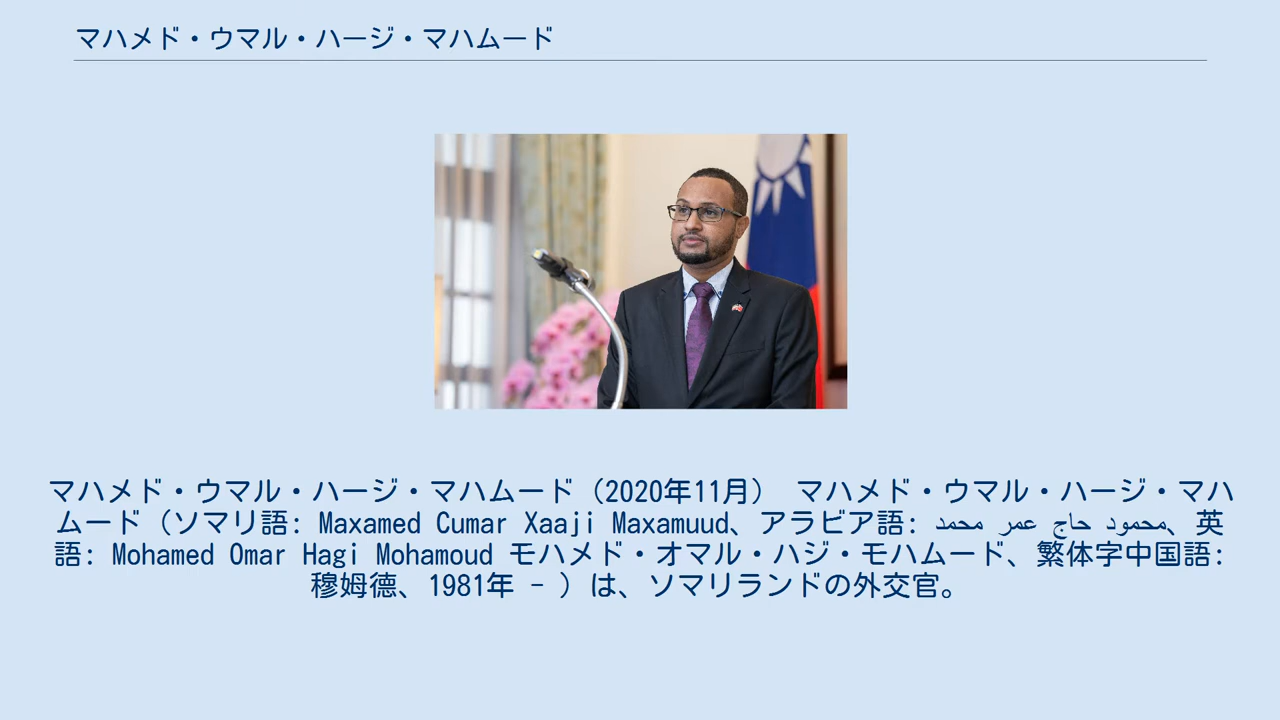 マハメド・ウマル・ハージ・マハムード
マハメド・ウマル・ハージ・マハムード（2020年11月） マハメド・ウマル・ハージ・マハ
ムード（ソマリ語: Maxamed Cumar Xaaji Maxamuud、アラビア語: محمود حاج عمر محمد、英
語: Mohamed Omar Hagi Mohamoud モハメド・オマル・ハジ・モハムード、繁体字中国語:
穆姆德、1981年 - ）は、ソマリランドの外交官。